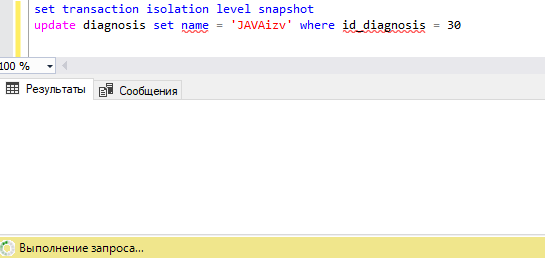 set transaction isolation level snapshot
update diagnosis set name = 'JAVAizv' where id_diagnosis = 30
100 %
Результаты Сообщения
Выполнение запроса...